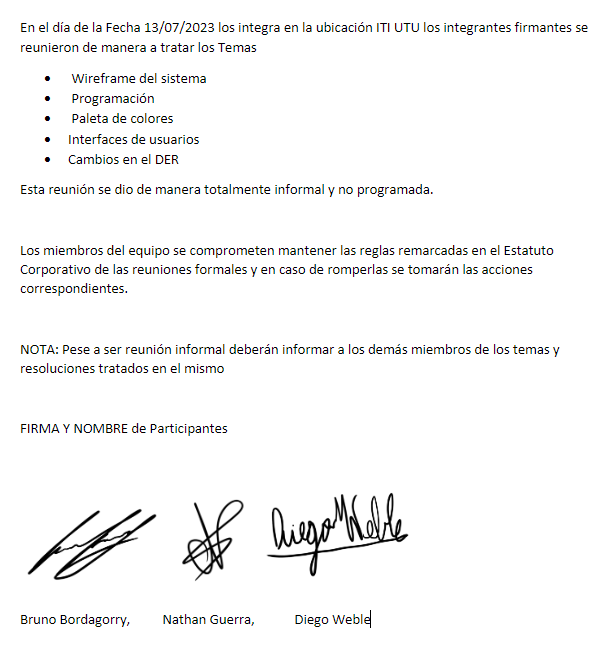 En el día de la Fecha 13/07/2023 los integra en la ubicación ITI UTU los integrantes firmantes se
reunieron de manera a tratar los Temas
• Wireframe del sistema
• Programación
• Paleta de colores
• Interfaces de usuarios
• Cambios en el DER
Esta reunión se dio de manera totalmente informal y no programada.
Los miembros del equipo se comprometen mantener las reglas remarcadas en el Estatuto
Corporativo de las reuniones formales y en caso de romperlas se tomarán las acciones
correspondientes.
NOTA: Pese a ser reunión informal deberán informar a los demás miembros de los temas y
resoluciones tratados en el mismo
FIRMA Y NOMBRE de Participantes
Diego Weble
Bruno Bordagorry, Nathan Guerra, Diego Weble